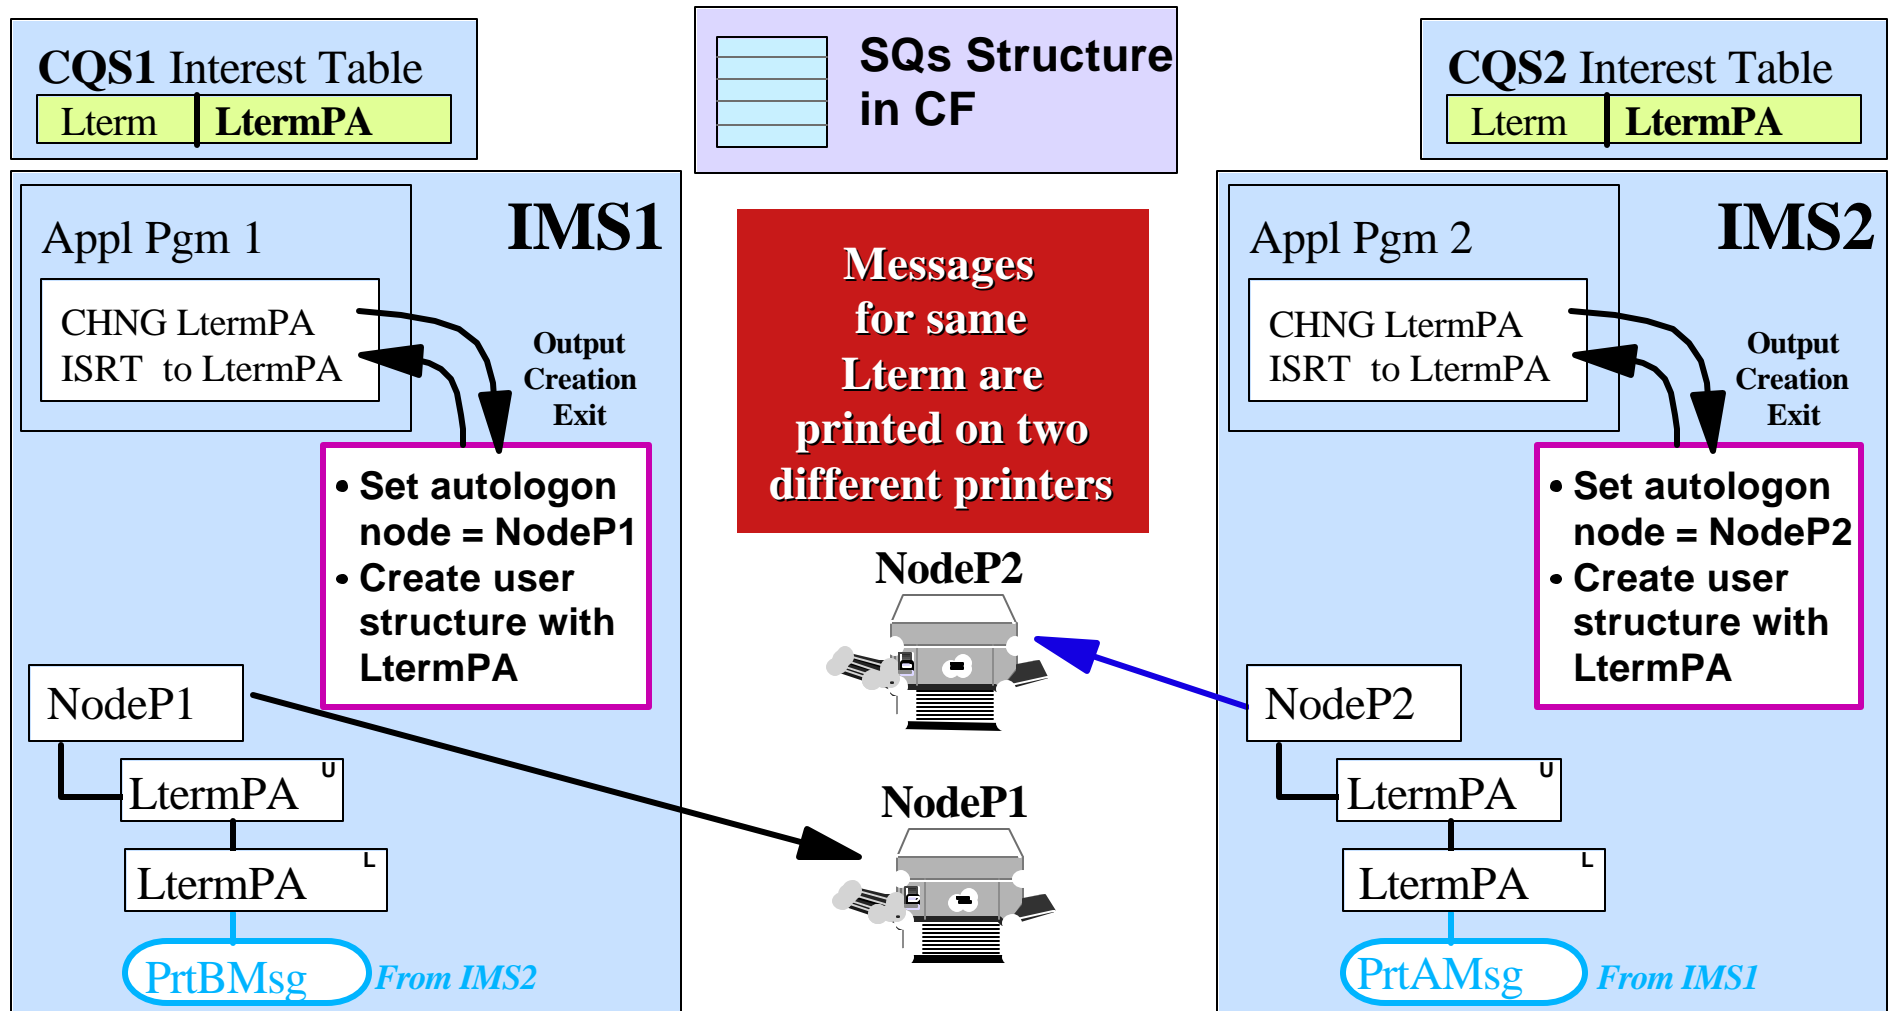 CQS1 Interest Table
Lterm LtermPA
SQs Structure
in CF
CQS2 Interest Table
Lterm LtermPA
IMS1
Appl Pgm 1
CHNG LtermPA
ISRT to LtermPA
Output
Creation
Exit
• Set autologon
node = NodeP1
• Create user
structure with
LtermPA
NodeP1
LtermPA U
LtermPA L
PrtBMsg From IMS2
Messages
for same
Lterm are
printed on two
different printers
NodeP2
NodeP1
IMS2
Appl Pgm 2
CHNG LtermPA
ISRT to LtermPA
Output
Creation
Exit
• Set autologon
node = NodeP2
• Create user
structure with
LtermPA
NodeP2
LtermPA U
LtermPA L
PrtAMsg From IMS1